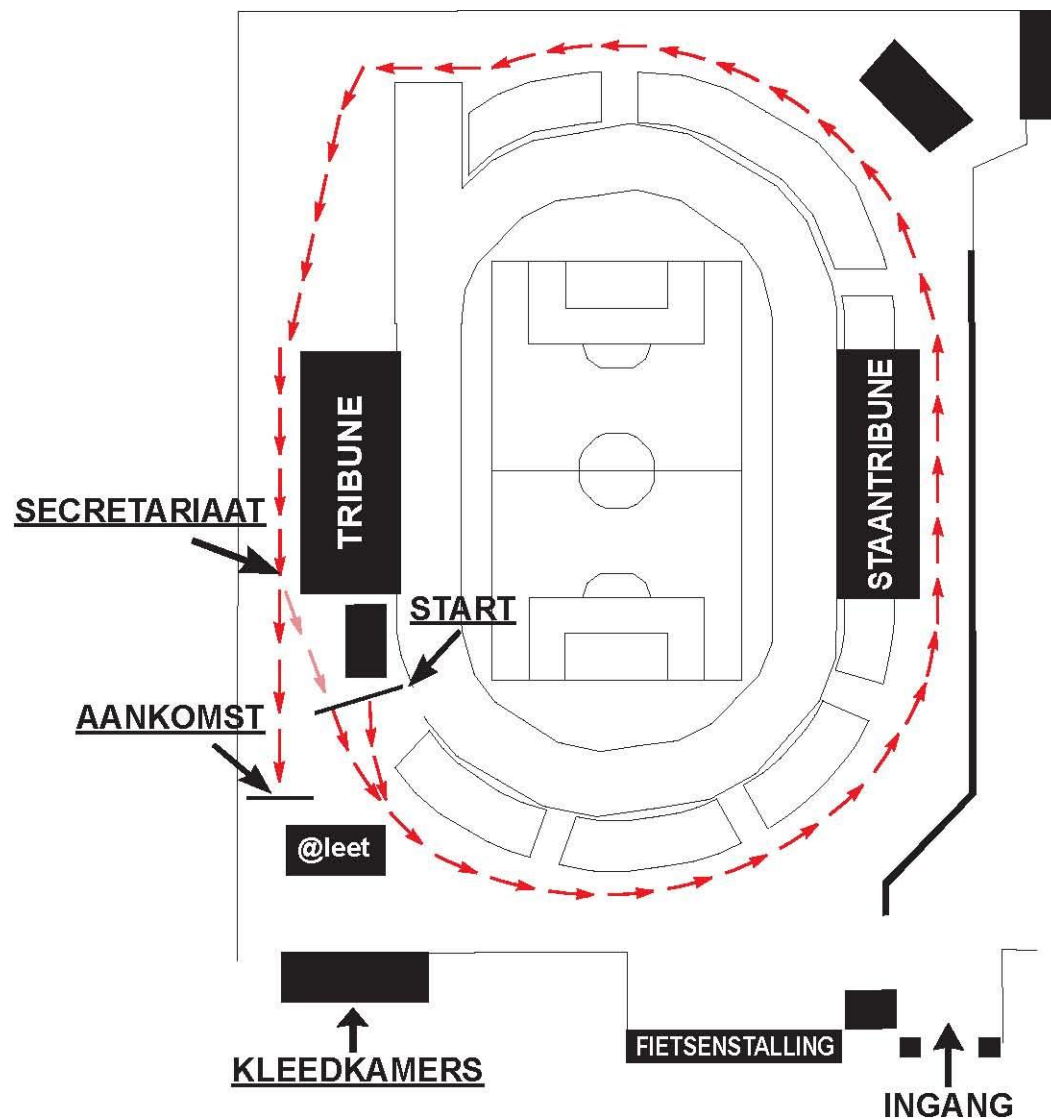 TRIBUNE
STAANTRIBUNE
SECRETARIAAT
START
AANKOMST
@leet
FIETSENSTALLING
KLEEDKAMERS
INGANG